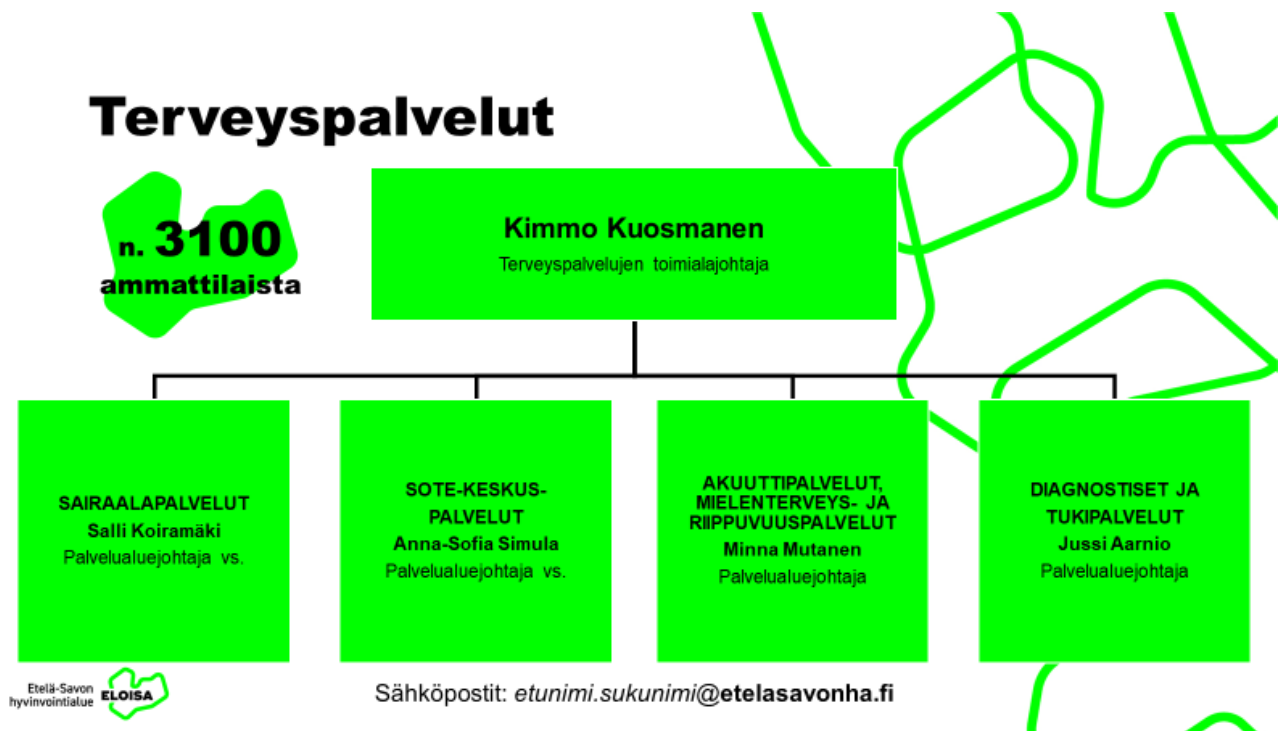 Terveyspalvelut
n. 3100
ammattilaista
Kimmo Kuosmanen
Terveyspalvelujen toimialajohtaja
SAIRAALAPALVELUT
Salli Koiramäki
Palvelualuejohtaja vs.
SOTE-KESKUS-
PALVELUT
Anna-Sofia Simula
Palvelualuejohtaja vs.
AKUUTTIPALVELUT,
MIELENTERVEYS- JA
RIIPPUVUUSPALVELUT
Minna Mutanen
Palvelualuejohtaja
DIAGNOSTISET JA
TUKIPALVELUT
Jussi Aarnio
Palvelualuejohtaja
Etelä-Savon
hyvinvointialue
ELOISA
Sähköpostit: etunimi.sukunimi@etelasavonha.fi